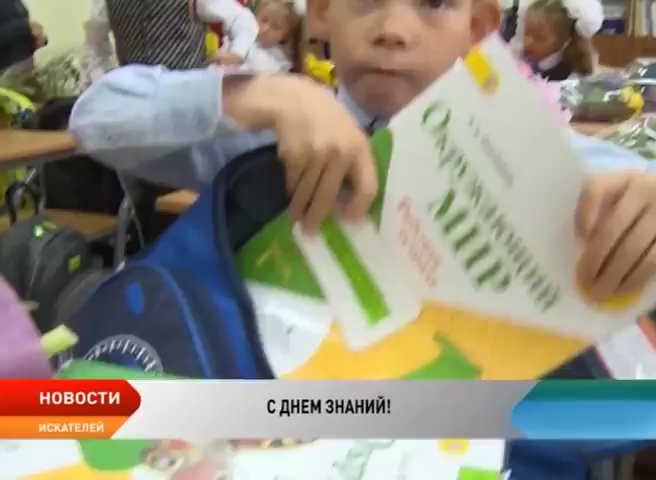 Окружающий
МИР
НОВОСТИ
С ДНЕМ ЗНАНИЙ!
ИСКАТЕЛЕЙ